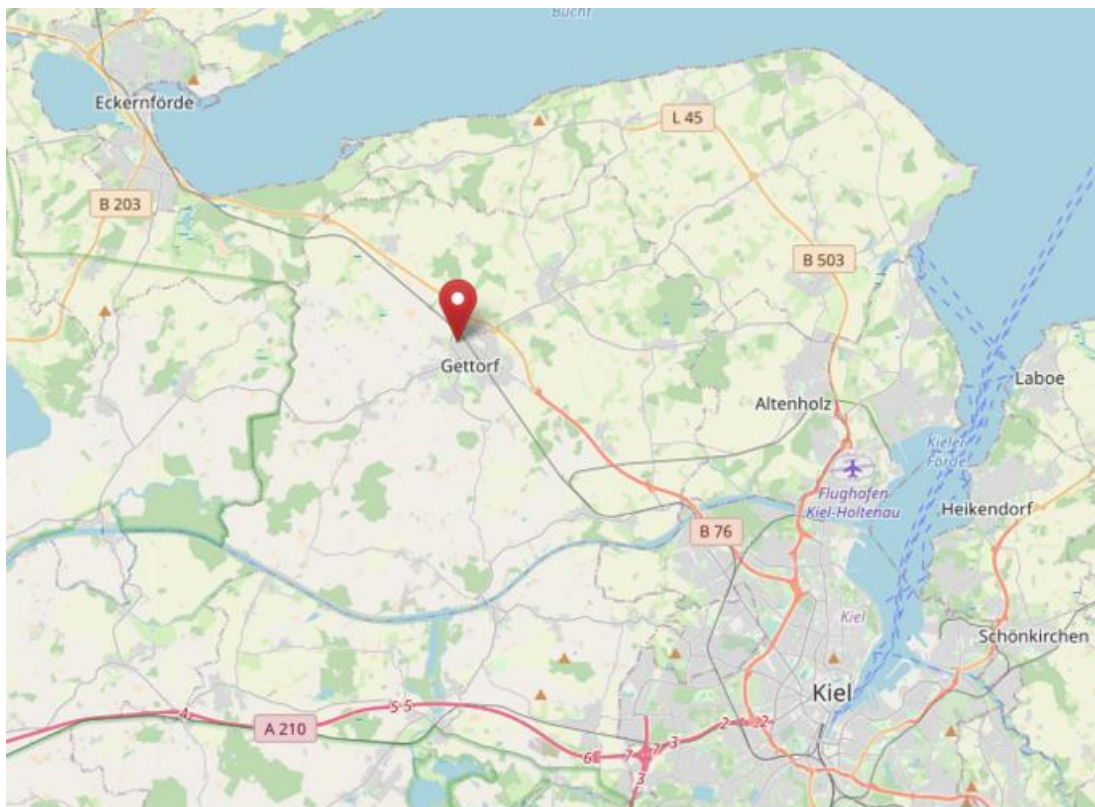 Bucht
Eckernförde
L 45
B 203
B 503
Gettorf
Laboe
Altenholz
Kieler
Förde
Flughafen
Kiel-Holtenau
Heikendorf
B 76
Kiel
Schönkirchen
Kiel
4
5
5
A 210
2
2
3
7
7
6
3